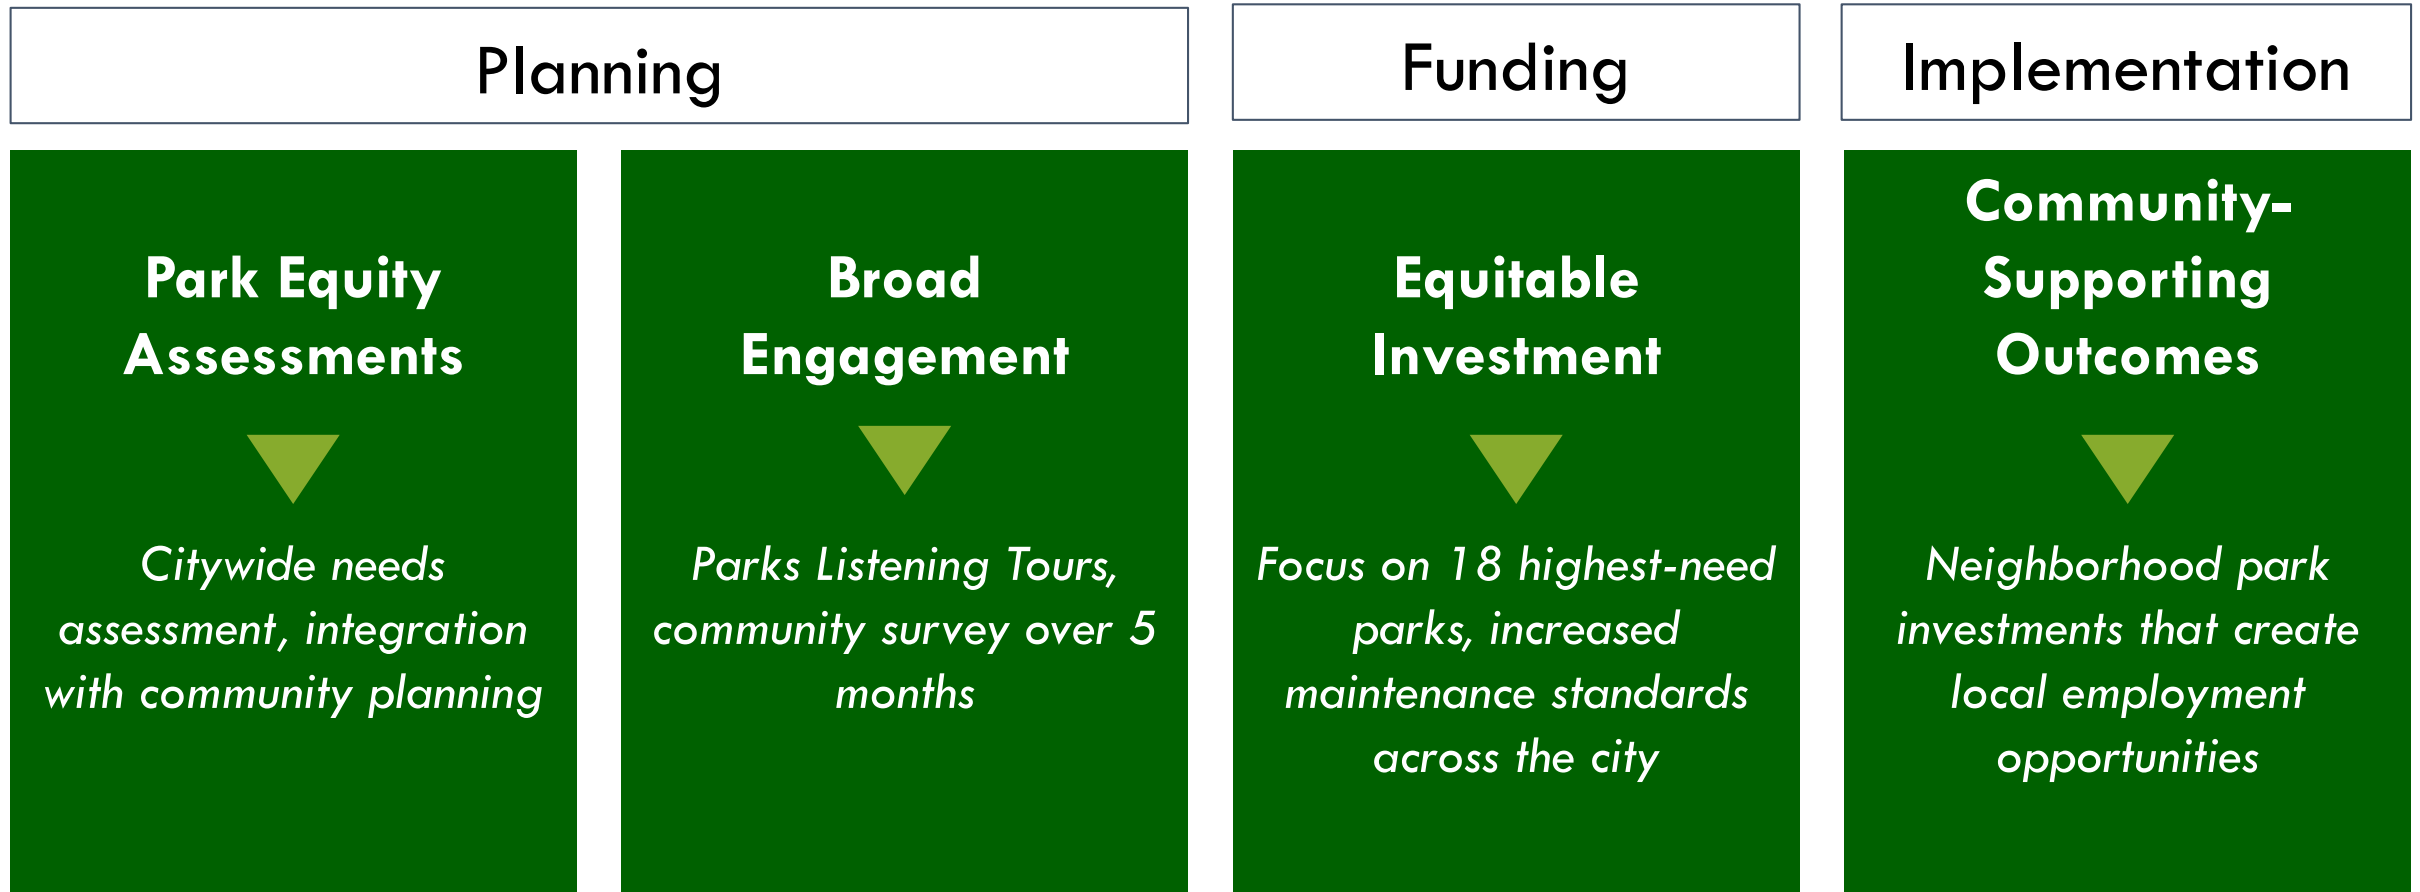 Planning
Funding
Implementation
Park Equity
Assessments
Citywide needs
assessment, integration
with community planning
Broad
Engagement
Parks Listening Tours,
community survey over 5
months
Equitable
Investment
Focus on 18 highest-need
parks, increased
maintenance standards
across the city
Community-
Supporting
Outcomes
Neighborhood park
investments that create
local employment
opportunities